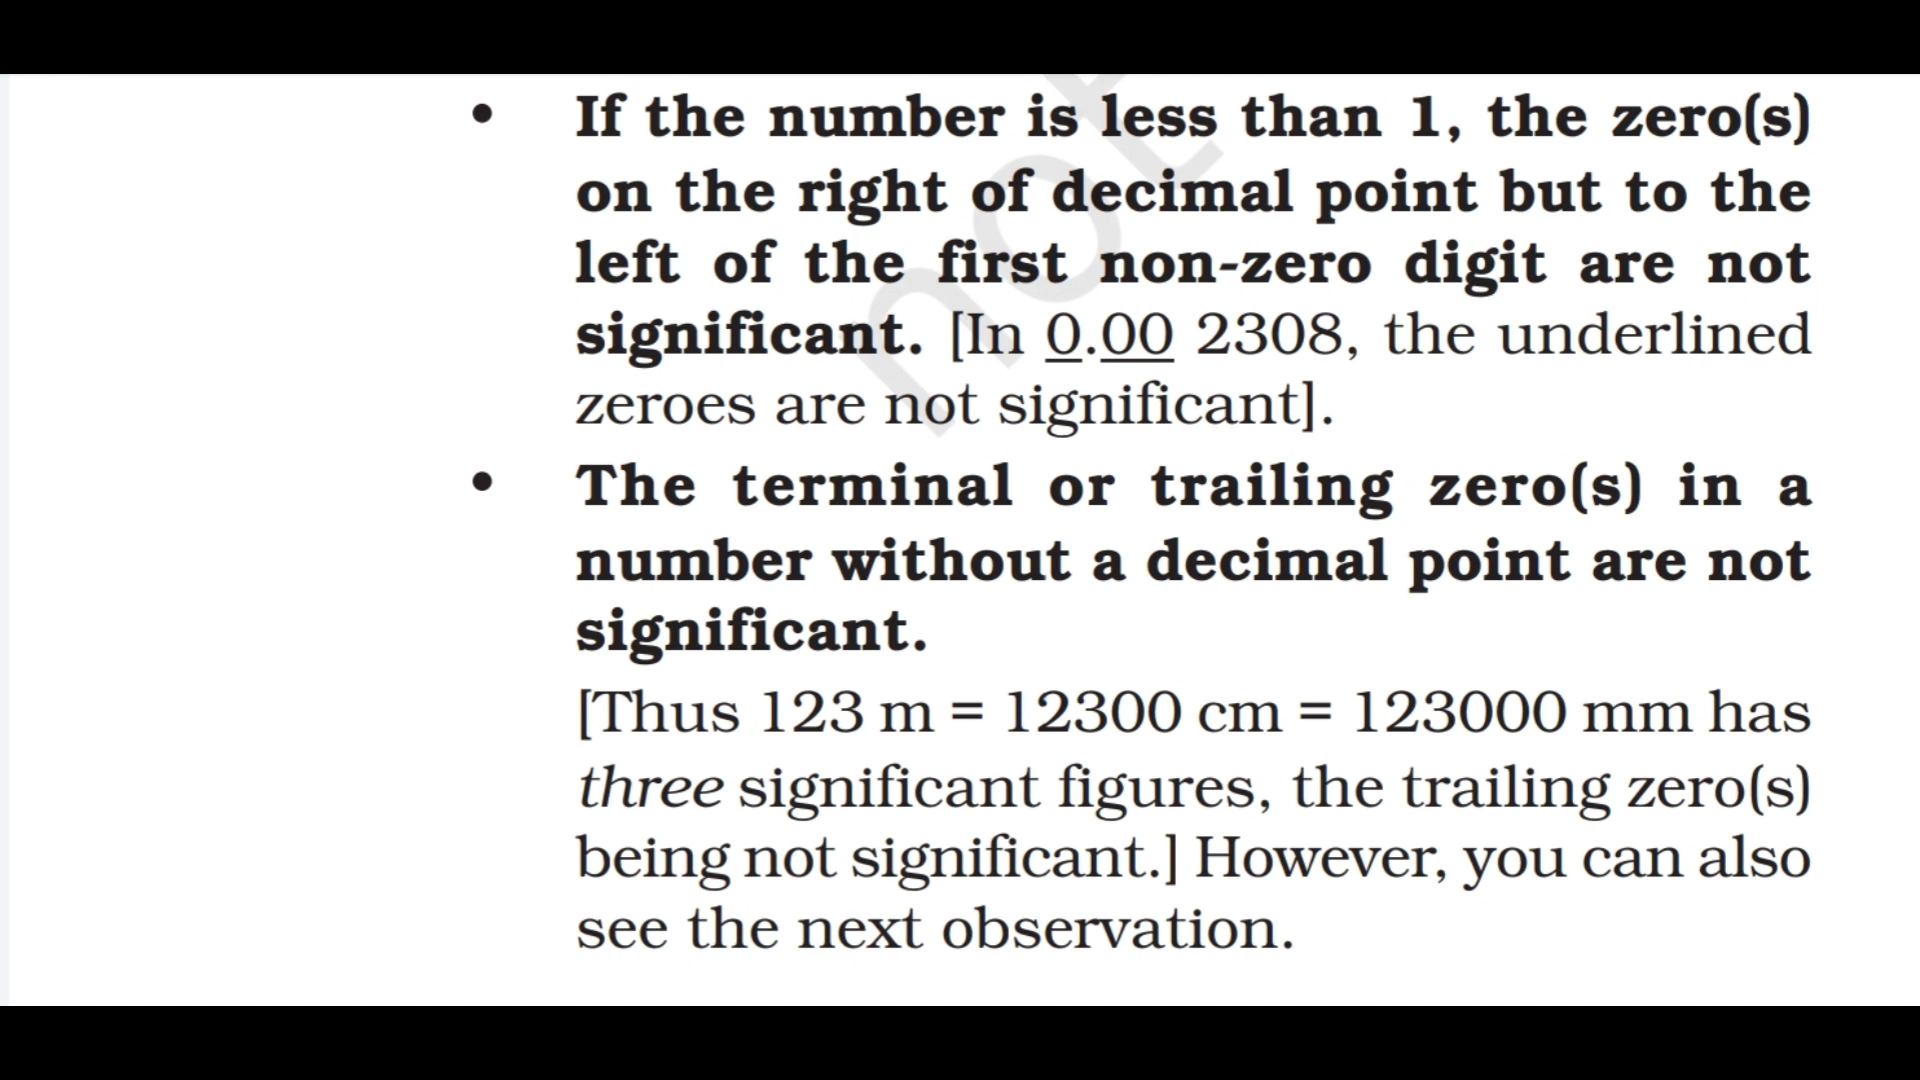 • If the number is less than 1, the zero(s)
on the right of decimal point but to the
left of the first non-zero digit are not
significant. [In 0.00 2308, the underlined
zeroes are not significant].
• The terminal or trailing zero(s) in a
number without a decimal point are not
significant.
[Thus 123 m = 12300 cm = 123000 mm has
three significant figures, the trailing zero(s)
being not significant.] However, you can also
see the next observation.
not